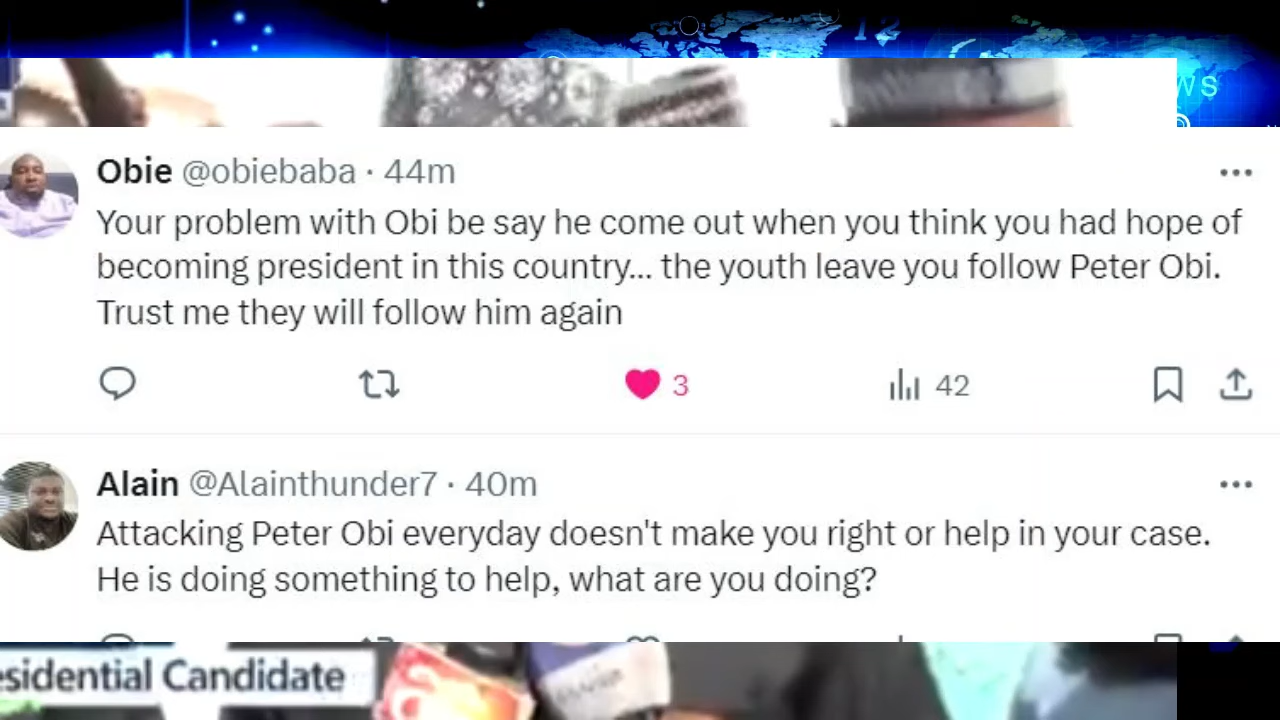 WS
Obie @obiebaba · 44m
Your problem with Obi be say he come out when you think you had hope of
becoming president in this country... the youth leave you follow Peter Obi.
Trust me they will follow him again
3 42
Alain @Alainthunder7 · 40m
Attacking Peter Obi everyday doesn't make you right or help in your case.
He is doing something to help, what are you doing?
esidential Candidate